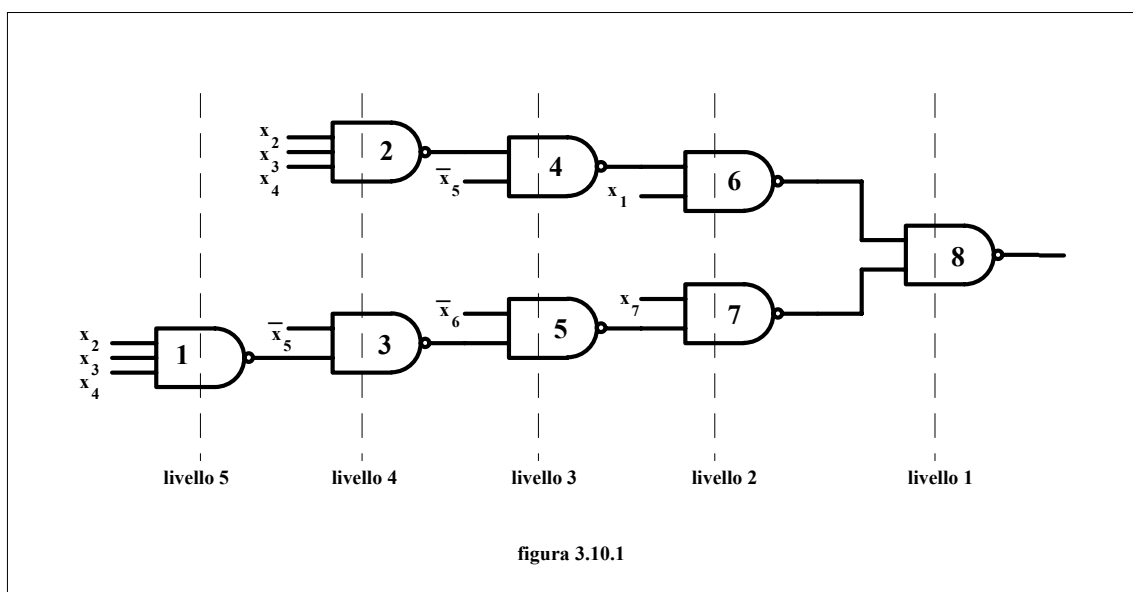 x2
x3
x4
2
x̅5
4
x1
6
8
x2
x3
x4
1
x̅5
3
x̅6
5
x7
7
livello 5
livello 4
livello 3
livello 2
livello 1
figura 3.10.1